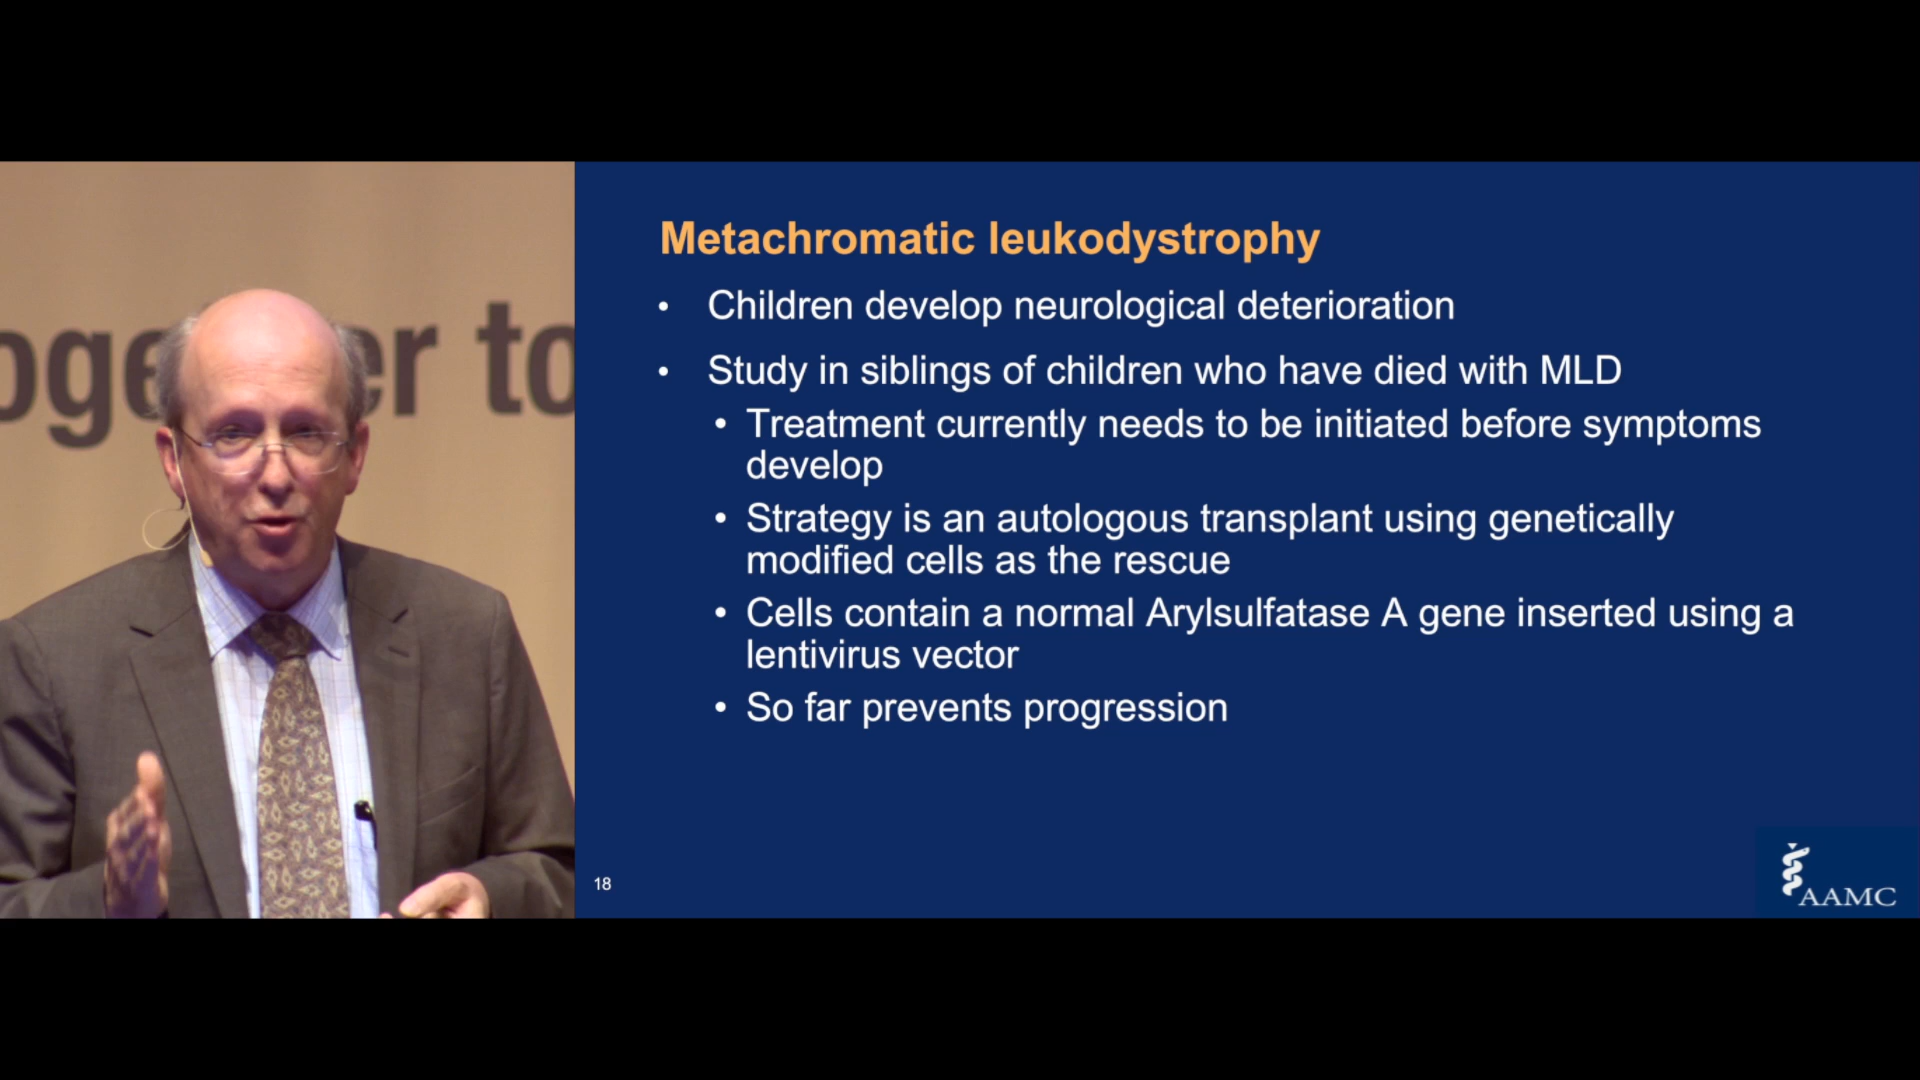 ogether to
Metachromatic leukodystrophy
• Children develop neurological deterioration
• Study in siblings of children who have died with MLD
• Treatment currently needs to be initiated before symptoms
develop
• Strategy is an autologous transplant using genetically
modified cells as the rescue
• Cells contain a normal Arylsulfatase A gene inserted using a
lentivirus vector
• So far prevents progression
18
AAMC